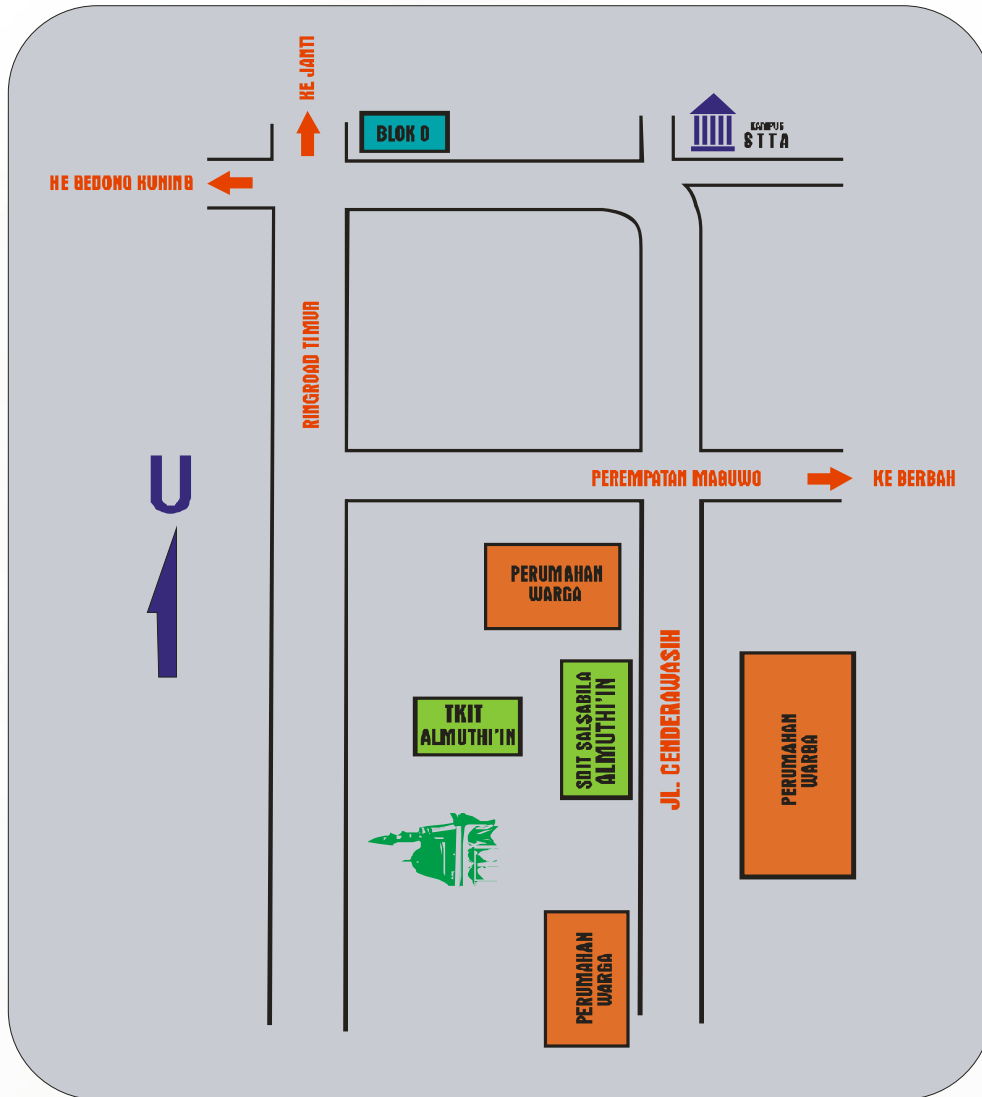 KE JANTI
BLOK O
KAMPUS
STTA
KE GEDONG KUNING
RINGROAD TIMUR
U
PEREMPATAN MAGUWO
KE BERBAH
PERUMAHAN
WARGA
TKIT
ALMUTHI'IN
SDIT SALSABILA
ALMUTHI'IN
JL. CENDERAWASIH
PERUMAHAN
WARGA
PERUMAHAN
WARGA